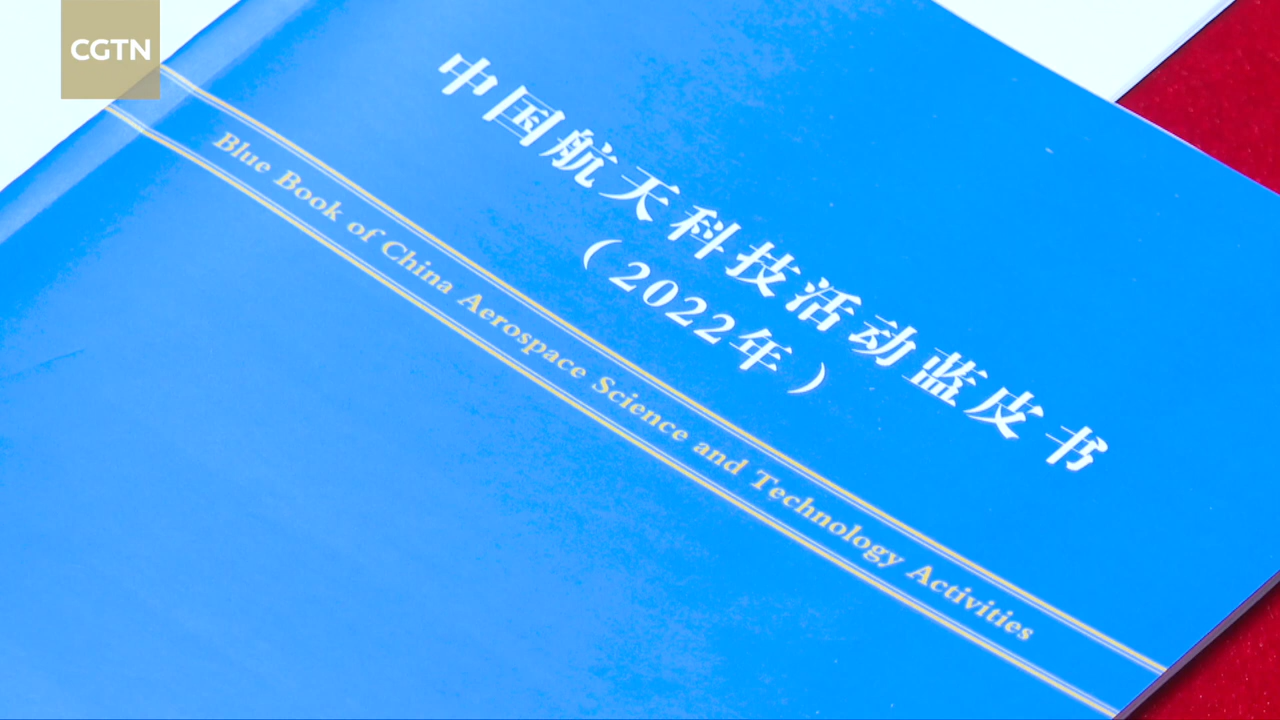 CGTN
中国航天科技活动蓝皮书
（2022年）
Blue Book of China Aerospace Science and Technology Activities